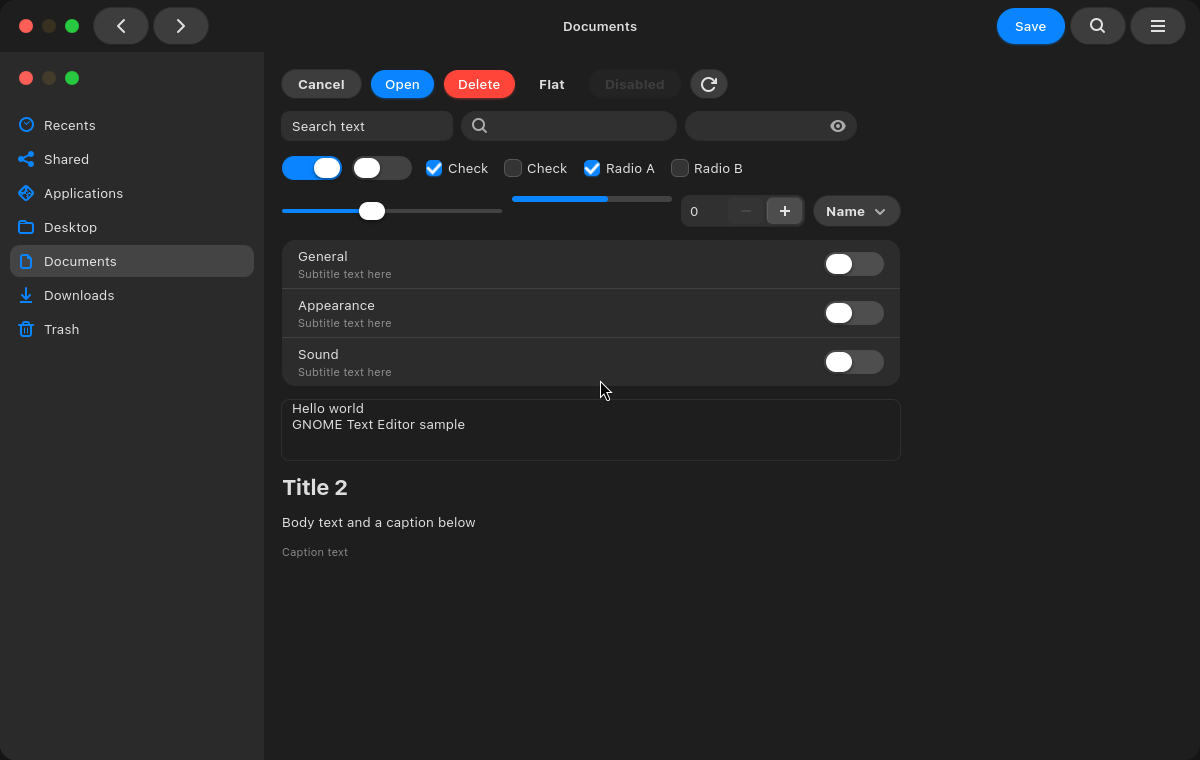 Documents
Save
Recents
Shared
Applications
Desktop
Documents
Downloads
Trash
Cancel Open Delete Flat Disabled
Search text
Check Check Radio A Radio B
0 Name
General
Subtitle text here
Appearance
Subtitle text here
Sound
Subtitle text here
Hello world
GNOME Text Editor sample
Title 2
Body text and a caption below
Caption text